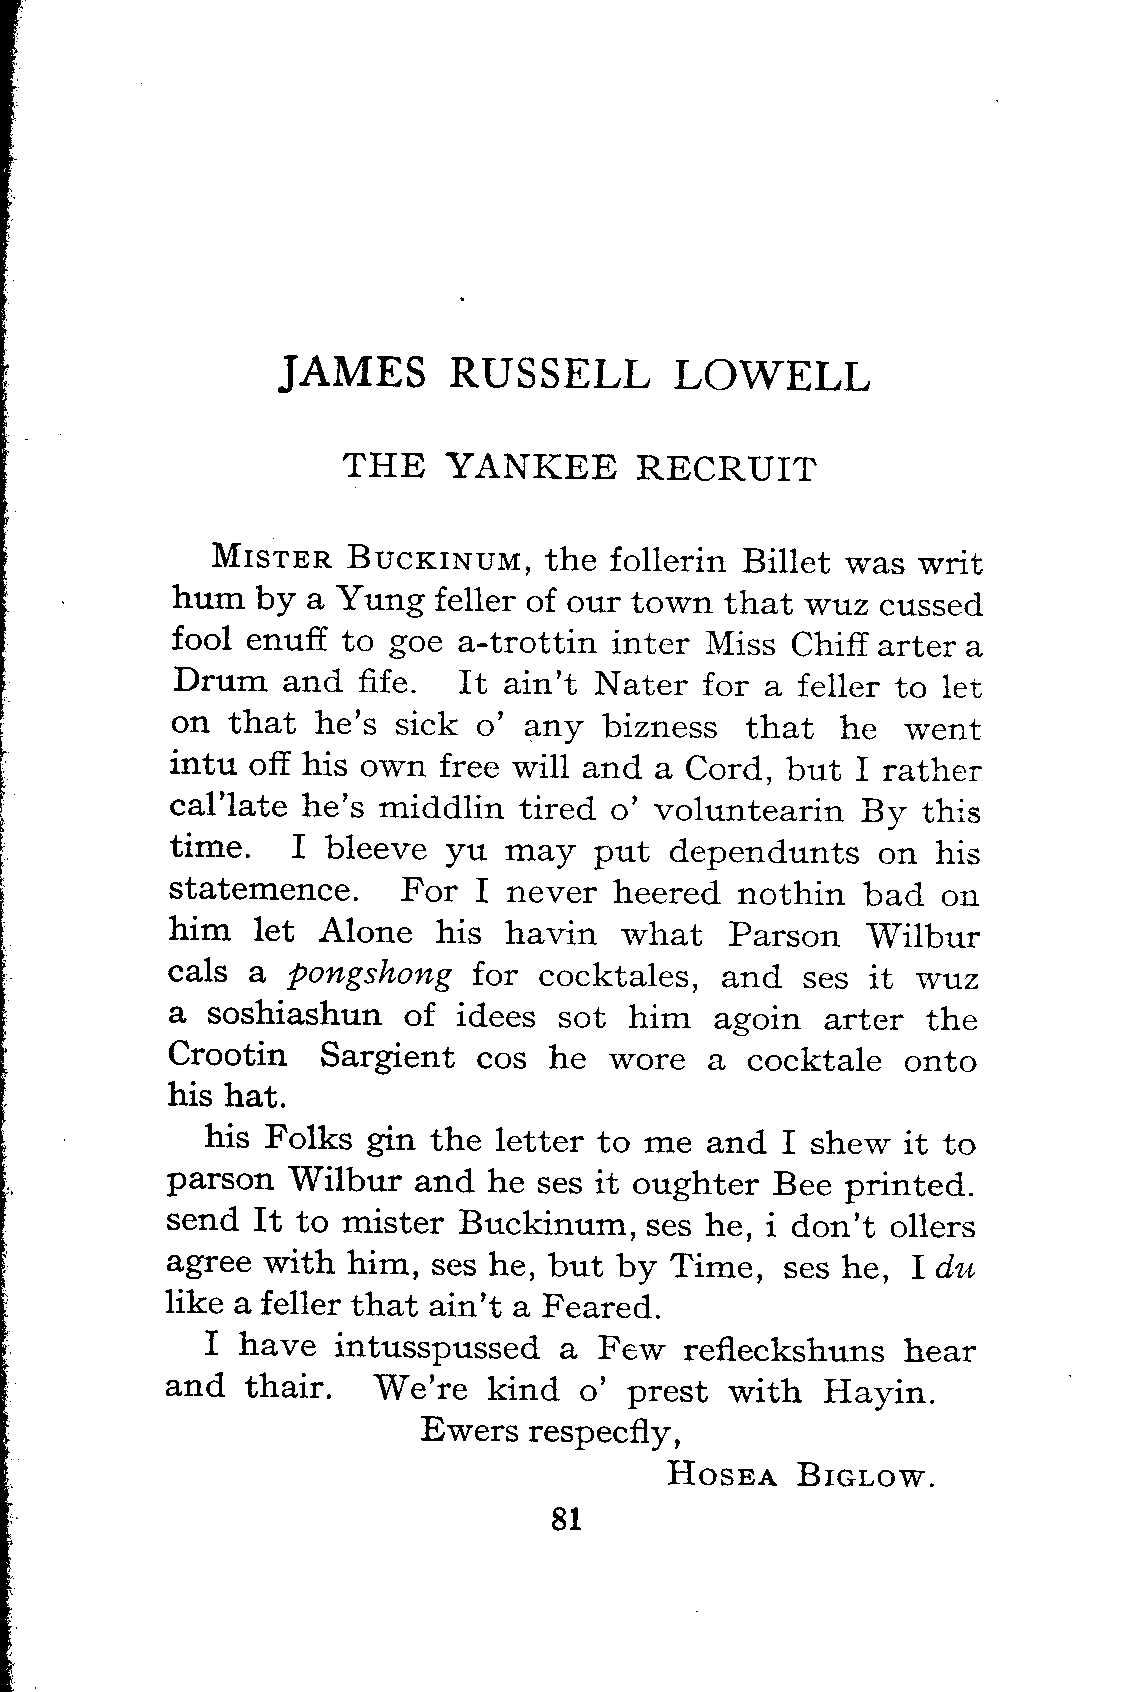 JAMES RUSSELL LOWELL
THE YANKEE RECRUIT
MISTER BUCKINUM, the follerin Billet was writ
hum by a Yung feller of our town that wuz cussed
fool enuff to goe a-trottin inter Miss Chiff arter a
Drum and fife. It ain't Nater for a feller to let
on that he's sick o' any bizness that he went
intu off his own free will and a Cord, but I rather
cal'late he's middlin tired o' voluntearin By this
time. I bleeve yu may put dependunts on his
statemence. For I never heered nothin bad on
him let Alone his havin what Parson Wilbur
cals a pongshong for cocktales, and ses it wuz
a soshiashun of idees sot him agoin arter the
Crootin Sargient cos he wore a cocktale onto
his hat.
his Folks gin the letter to me and I shew it to
parson Wilbur and he ses it oughter Bee printed.
send It to mister Buckinum, ses he, i don't ollers
agree with him, ses he, but by Time, ses he, I du
like a feller that ain't a Feared.
I have intusspussed a Few refleckshuns hear
and thair. We're kind o' prest with Hayin.
Ewers respecfly,
HOSEA BIGLOW.
81